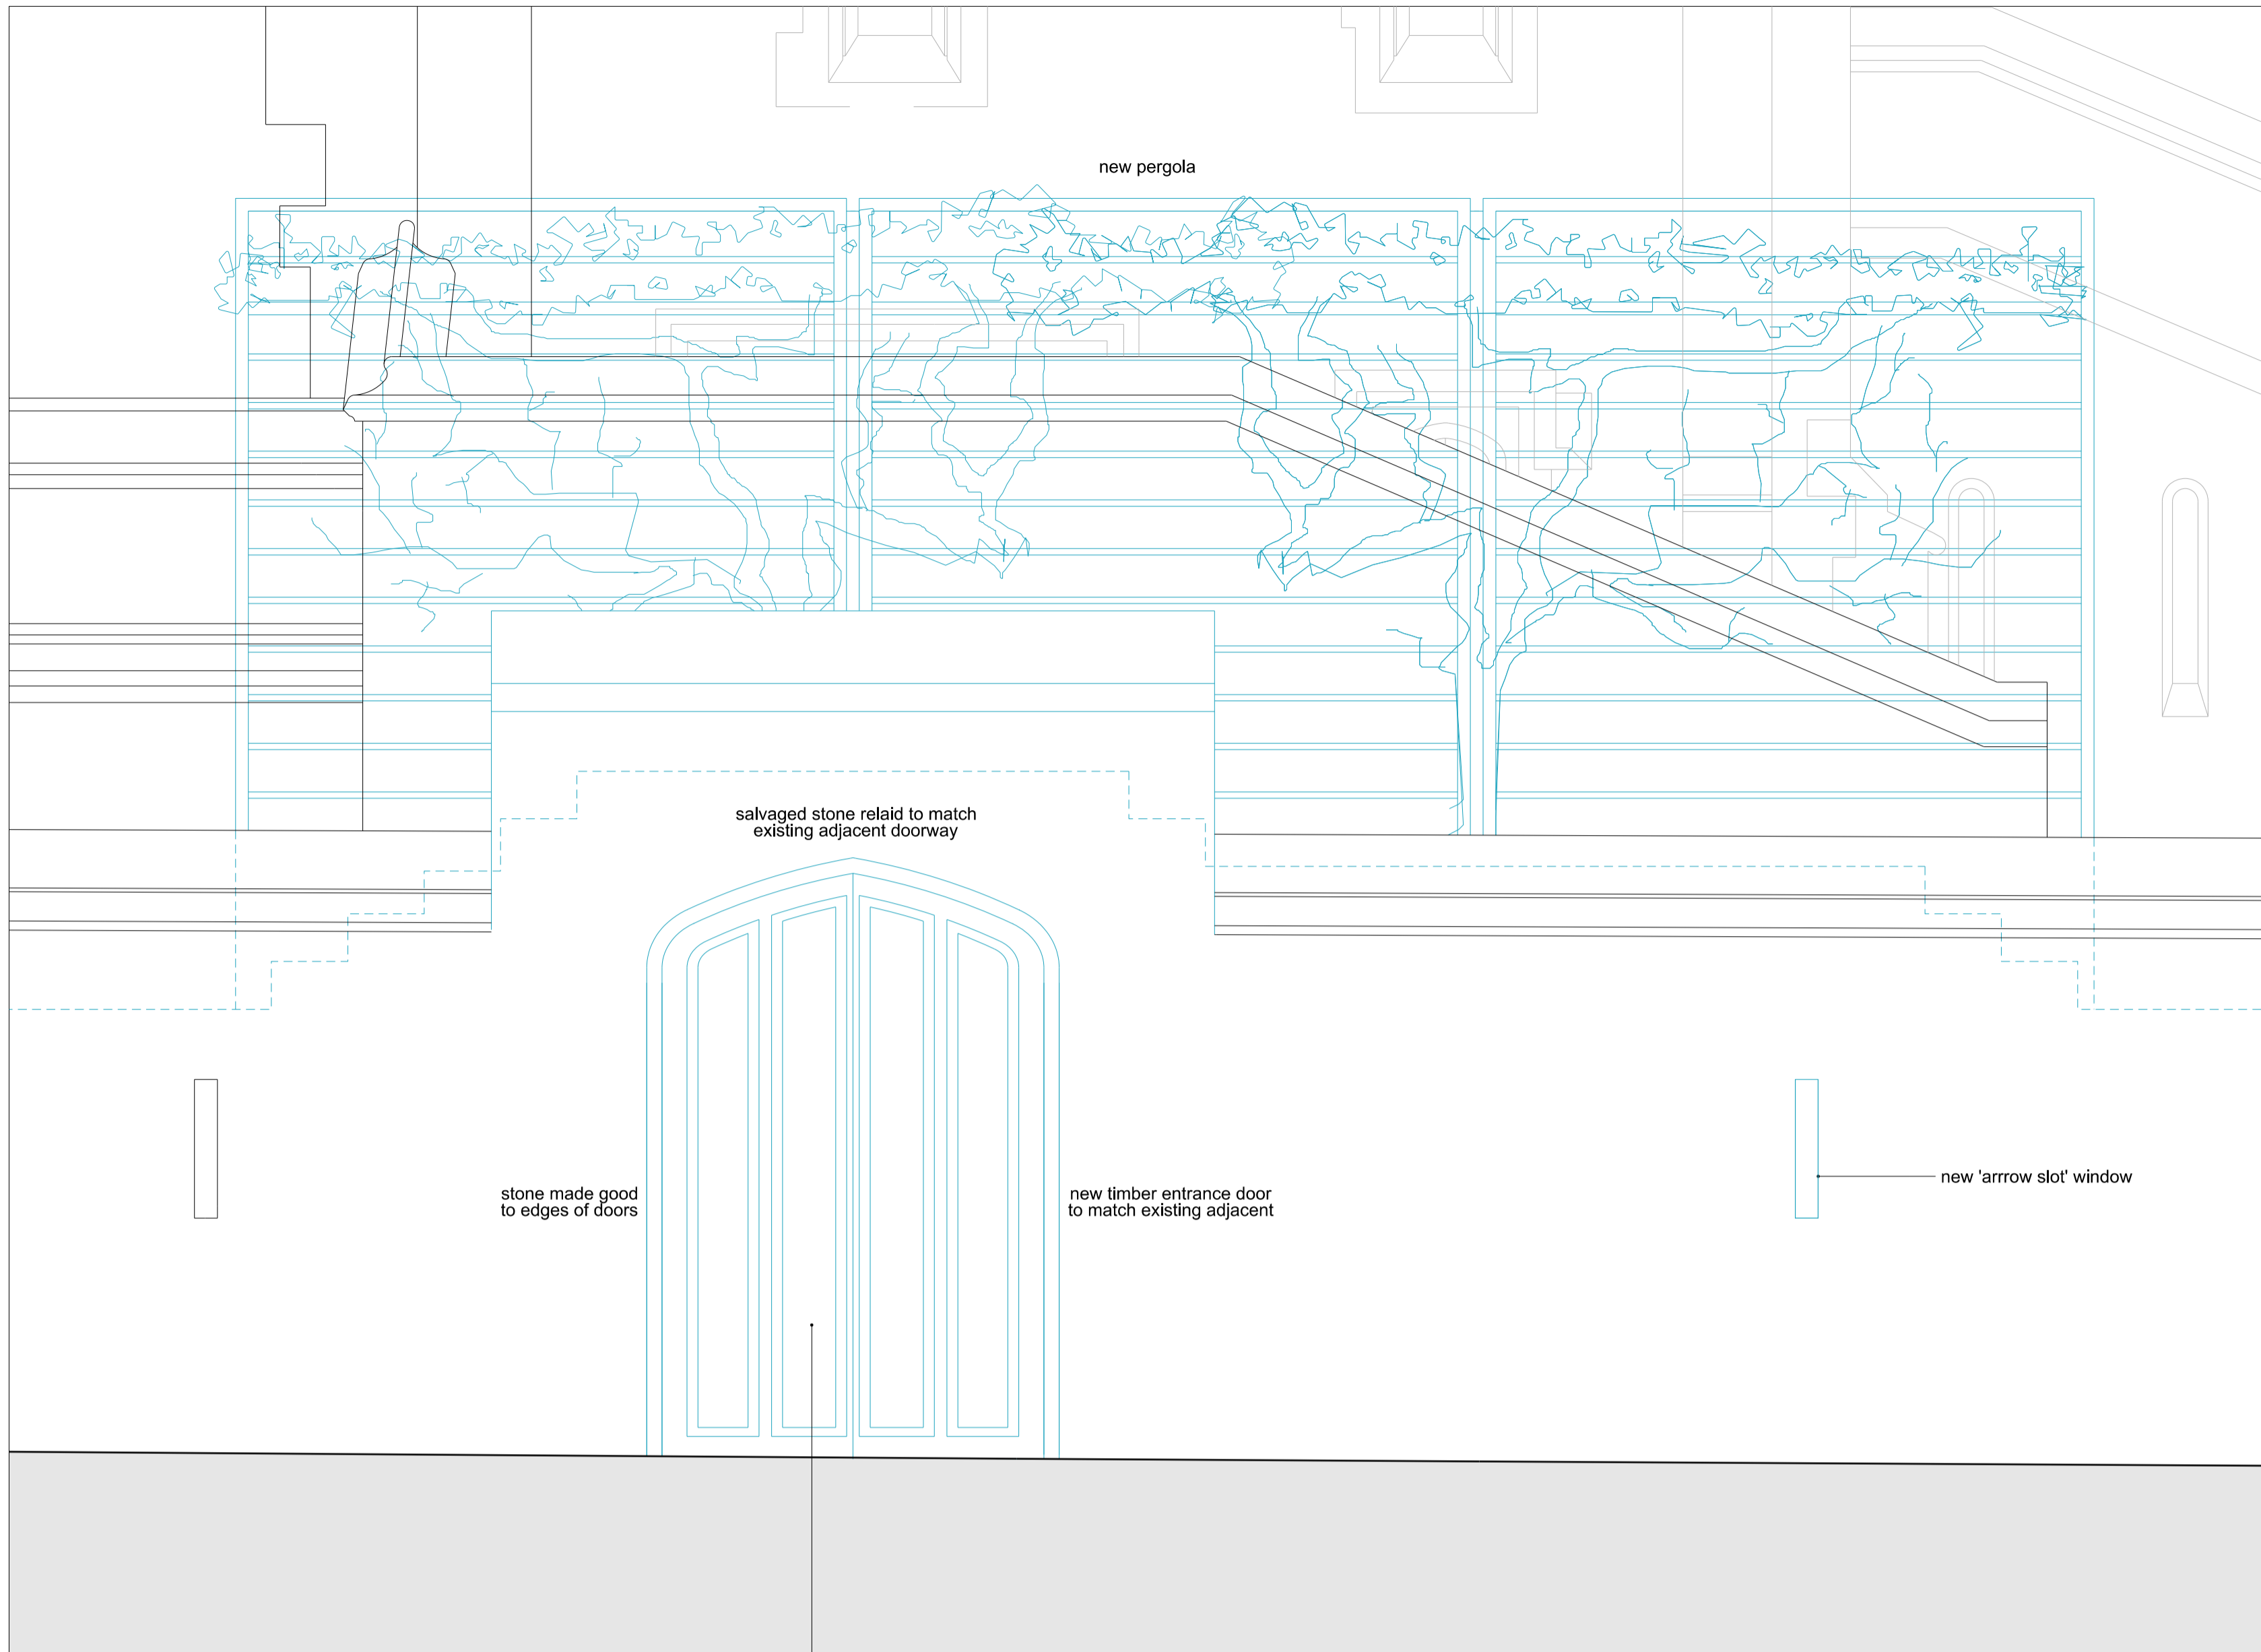 new pergola
salvaged stone relaid to match
existing adjacent doorway
stone made good
to edges of doors
new timber entrance door
to match existing adjacent
new 'arrrow slot' window